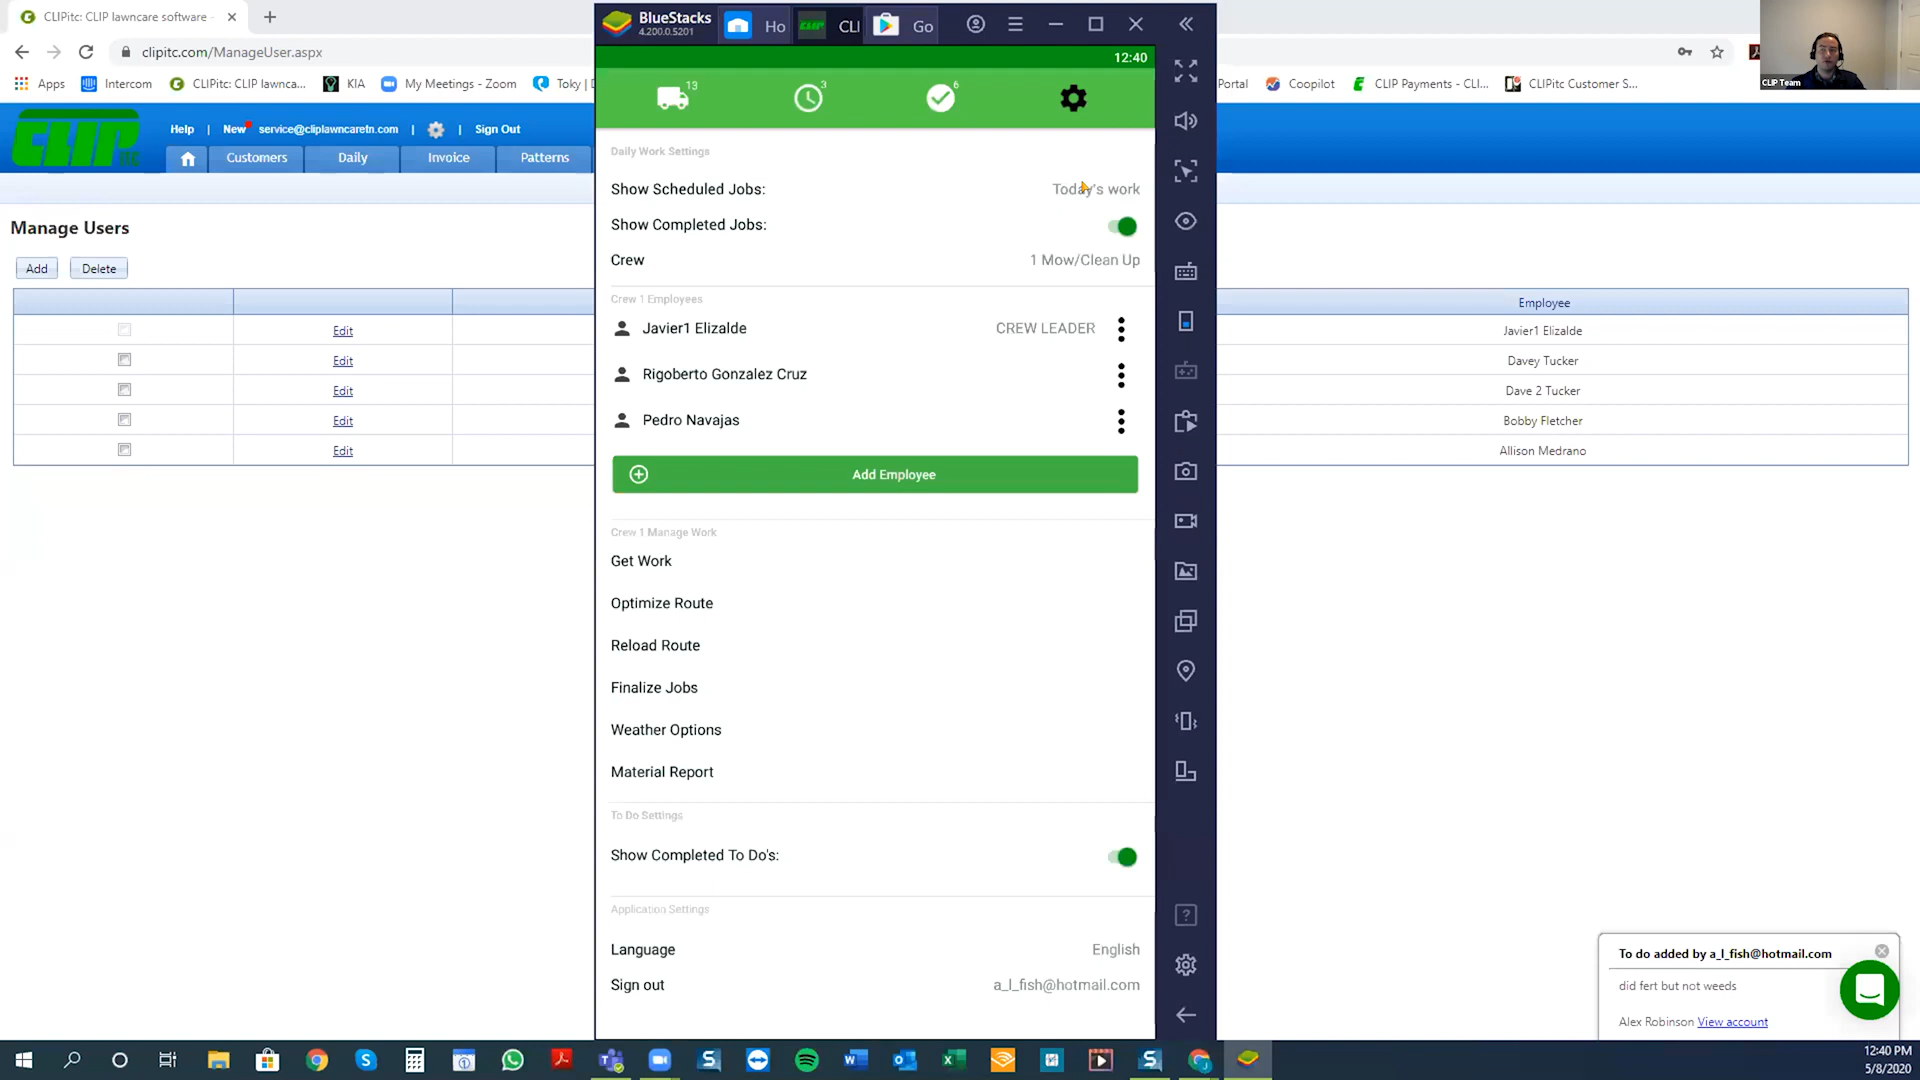 CLIPitc: CLIP lawncare software -
clipitc.com/ManageUser.aspx
Apps Intercom CLIPitc: CLIP lawnca... KIA My Meetings - Zoom Toky |
Portal Coopilot CLIP Payments - CLI... CLIPitc Customer S...
CLIP Team
CLIP ITC
Help | New service@cliplawncaretn.com | | Sign Out
Customers Daily Invoice Patterns
Manage Users
Add Delete
Employee
Edit Javier1 Elizalde
Edit Davey Tucker
Edit Dave 2 Tucker
Edit Bobby Fletcher
Edit Allison Medrano
BlueStacks
4.200.0.5201
Ho CLI Go
12:40
13 3 6
Daily Work Settings
Show Scheduled Jobs: Today's work
Show Completed Jobs:
Crew 1 Mow/Clean Up
Crew 1 Employees
Javier1 Elizalde CREW LEADER
Rigoberto Gonzalez Cruz
Pedro Navajas
Add Employee
Crew 1 Manage Work
Get Work
Optimize Route
Reload Route
Finalize Jobs
Weather Options
Material Report
To Do Settings
Show Completed To Do's:
Application Settings
Language English
Sign out a_l_fish@hotmail.com
To do added by a_l_fish@hotmail.com
did fert but not weeds
Alex Robinson View account
12:40 PM
5/8/2020